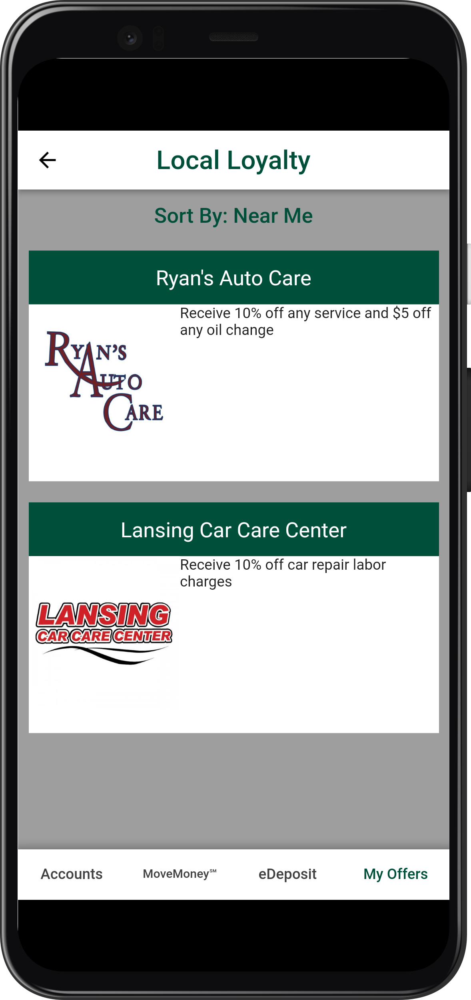 Local Loyalty
Sort By: Near Me
Ryan's Auto Care
Receive 10% off any service and $5 off
any oil change
RYAN'S
AUTO
CARE
Lansing Car Care Center
Receive 10% off car repair labor
charges
LANSING
CAR CARE CENTER
Accounts
MoveMoney℠
eDeposit
My Offers